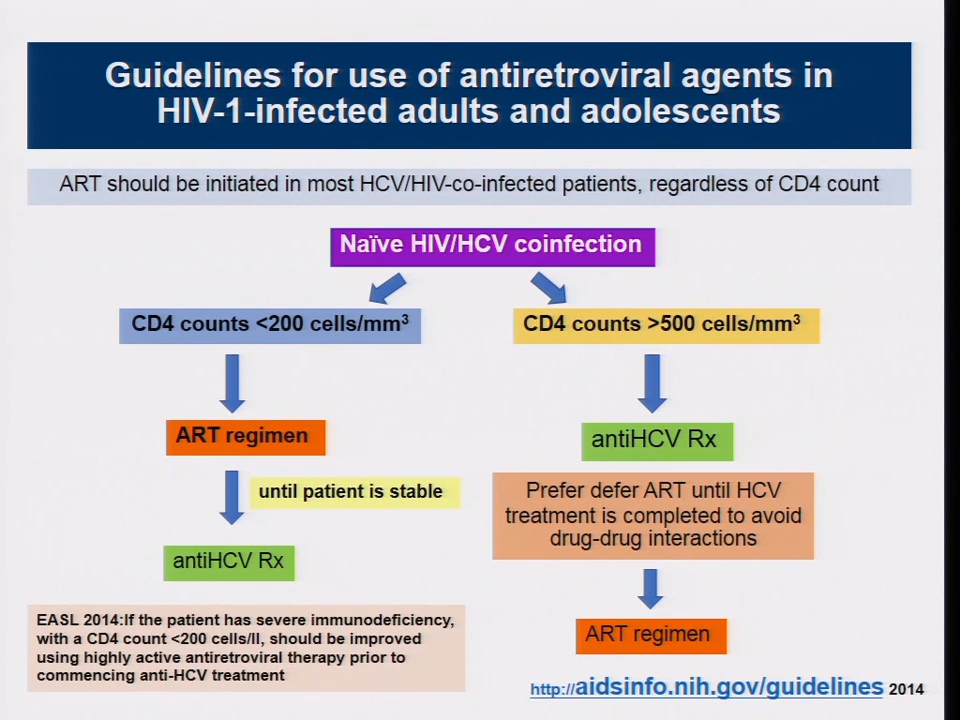 Guidelines for use of antiretroviral agents in
HIV-1-infected adults and adolescents
ART should be initiated in most HCV/HIV-co-infected patients, regardless of CD4 count
Naïve HIV/HCV coinfection
CD4 counts <200 cells/mm³
CD4 counts >500 cells/mm³
ART regimen
until patient is stable
antiHCV Rx
antiHCV Rx
Prefer defer ART until HCV
treatment is completed to avoid
drug-drug interactions
ART regimen
EASL 2014:If the patient has severe immunodeficiency,
with a CD4 count <200 cells/ll, should be improved
using highly active antiretroviral therapy prior to
commencing anti-HCV treatment
http://aidsinfo.nih.gov/guidelines 2014